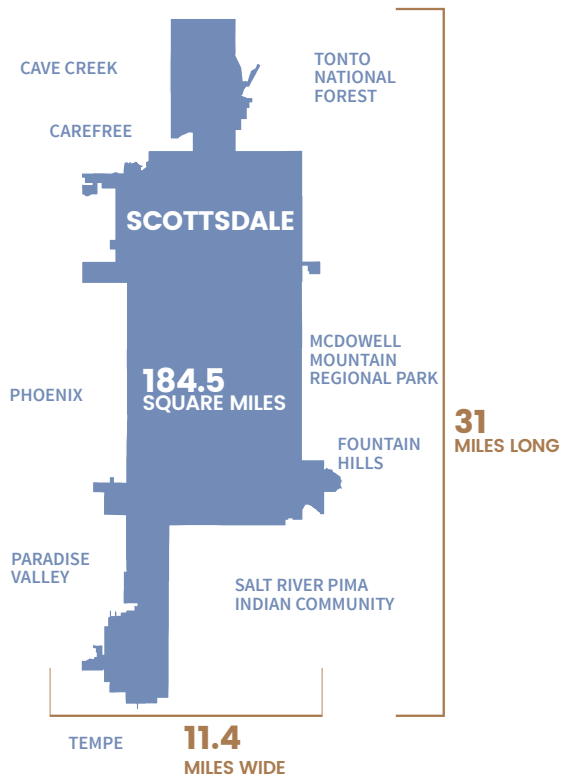 CAVE CREEK
TONTO
NATIONAL
FOREST
CAREFREE
SCOTTSDALE
MCDOWELL
MOUNTAIN
REGIONAL PARK
184.5
SQUARE MILES
PHOENIX
31
MILES LONG
FOUNTAIN
HILLS
PARADISE
VALLEY
SALT RIVER PIMA
INDIAN COMMUNITY
TEMPE
11.4
MILES WIDE